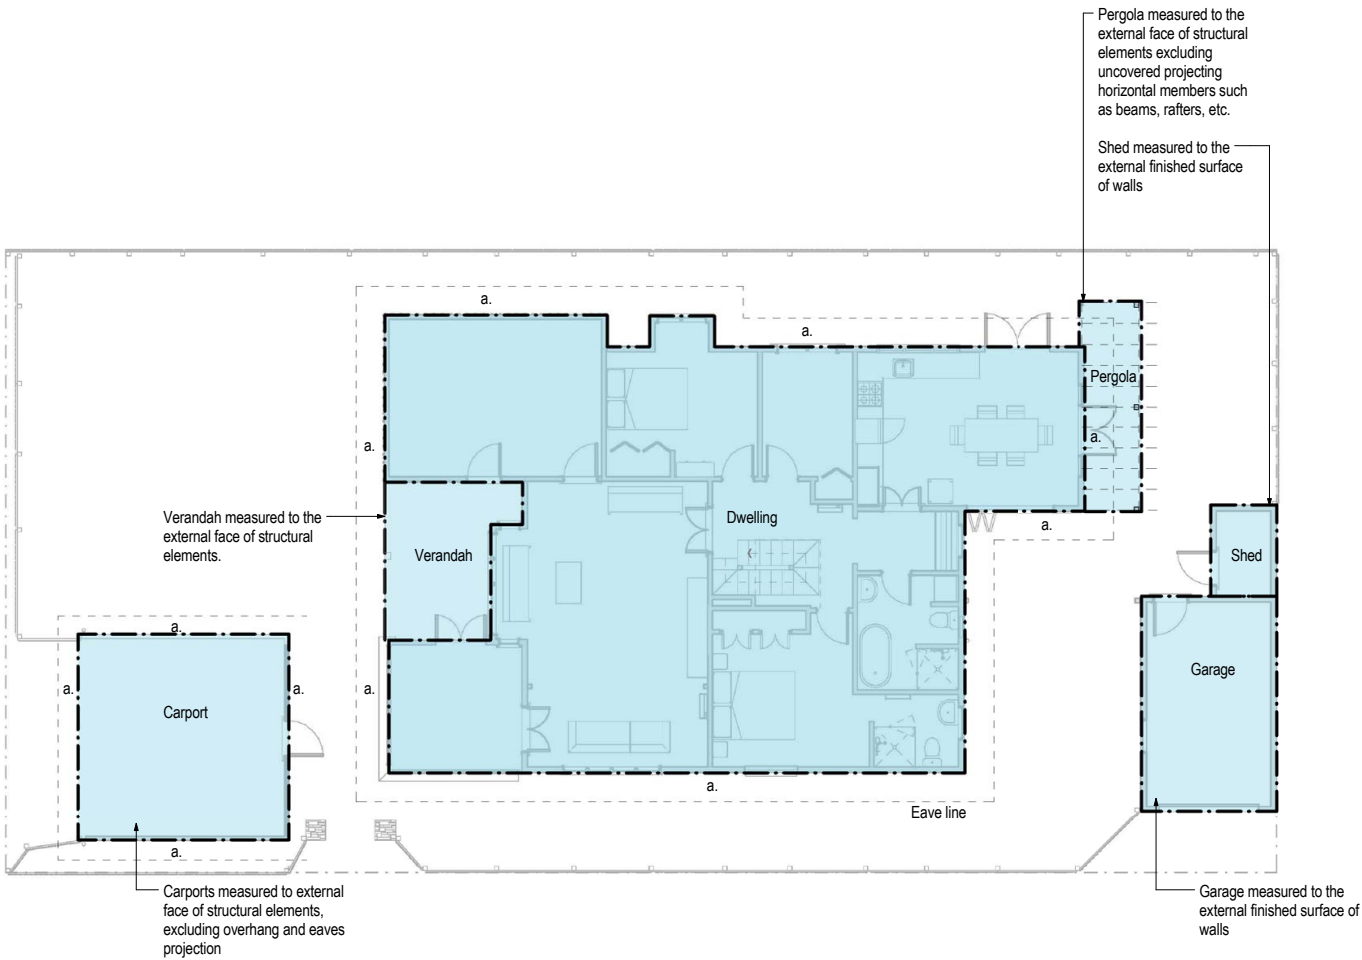 Pergola measured to the
external face of structural
elements excluding
uncovered projecting
horizontal members such
as beams, rafters, etc.
Shed measured to the
external finished surface
of walls
a.
a.
Pergola
a.
a.
Verandah measured to the
external face of structural
elements.
Dwelling
a.
Verandah
Shed
a.
Garage
a.
a.
a.
Carport
a.
Eave line
a.
Carports measured to external
face of structural elements,
excluding overhang and eaves
projection
Garage measured to the
external finished surface of
walls